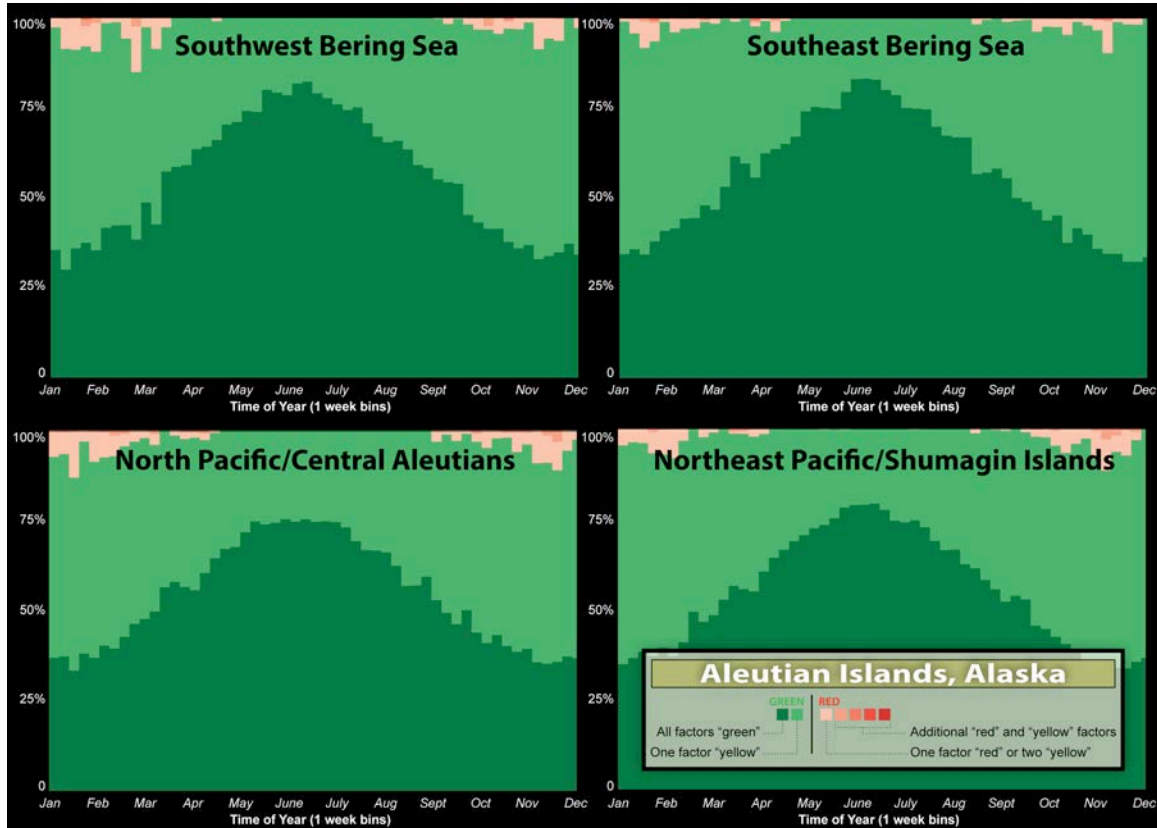 Southwest Bering Sea
100%
75%
50%
25%
0
Jan Feb Mar Apr May June July Aug Sept Oct Nov Dec
Time of Year (1 week bins)
Southeast Bering Sea
100%
75%
50%
25%
0
Jan Feb Mar Apr May June July Aug Sept Oct Nov Dec
Time of Year (1 week bins)
North Pacific/Central Aleutians
100%
75%
50%
25%
0
Jan Feb Mar Apr May June July Aug Sept Oct Nov Dec
Time of Year (1 week bins)
Northeast Pacific/Shumagin Islands
100%
75%
50%
25%
0
Aleutian Islands, Alaska
GREEN RED
All factors "green" Additional "red" and "yellow" factors
One factor "yellow" One factor "red" or two "yellow"
Jan Feb Mar Apr May June July Aug Sept Oct Nov Dec
Time of Year (1 week bins)